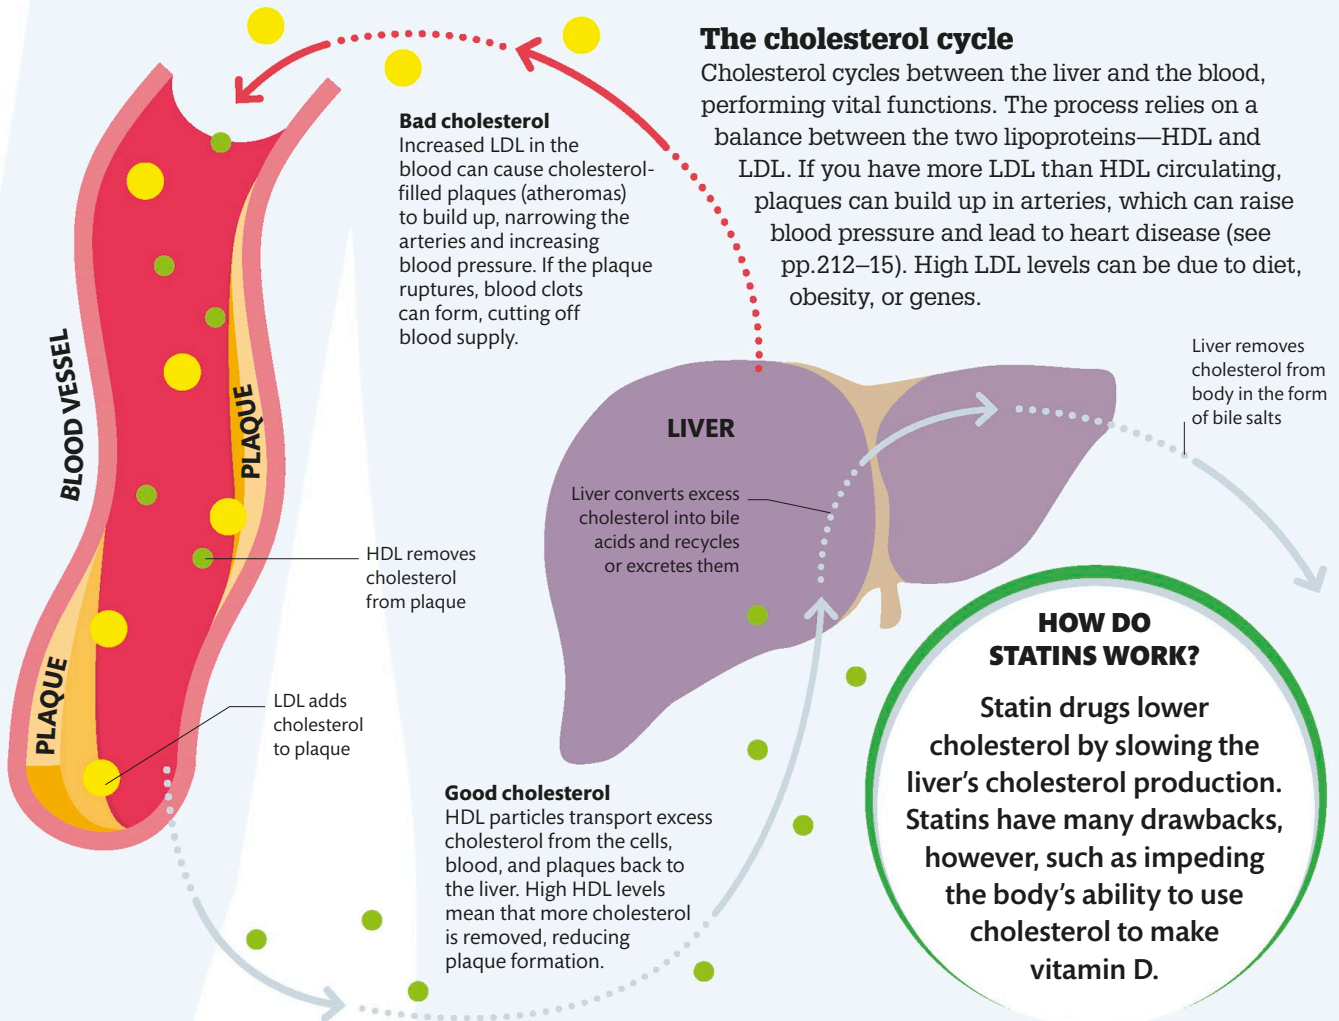 The cholesterol cycle
Cholesterol cycles between the liver and the blood,
performing vital functions. The process relies on a
balance between the two lipoproteins—HDL and
LDL. If you have more LDL than HDL circulating,
plaques can build up in arteries, which can raise
blood pressure and lead to heart disease (see
pp.212–15). High LDL levels can be due to diet,
obesity, or genes.
Bad cholesterol
Increased LDL in the
blood can cause cholesterol-
filled plaques (atheromas)
to build up, narrowing the
arteries and increasing
blood pressure. If the plaque
ruptures, blood clots
can form, cutting off
blood supply.
BLOOD VESSEL
PLAQUE
PLAQUE
HDL removes
cholesterol
from plaque
LDL adds
cholesterol
to plaque
LIVER
Liver converts excess
cholesterol into bile
acids and recycles
or excretes them
Liver removes
cholesterol from
body in the form
of bile salts
Good cholesterol
HDL particles transport excess
cholesterol from the cells,
blood, and plaques back to
the liver. High HDL levels
mean that more cholesterol
is removed, reducing
plaque formation.
HOW DO
STATINS WORK?
Statin drugs lower
cholesterol by slowing the
liver's cholesterol production.
Statins have many drawbacks,
however, such as impeding
the body's ability to use
cholesterol to make
vitamin D.